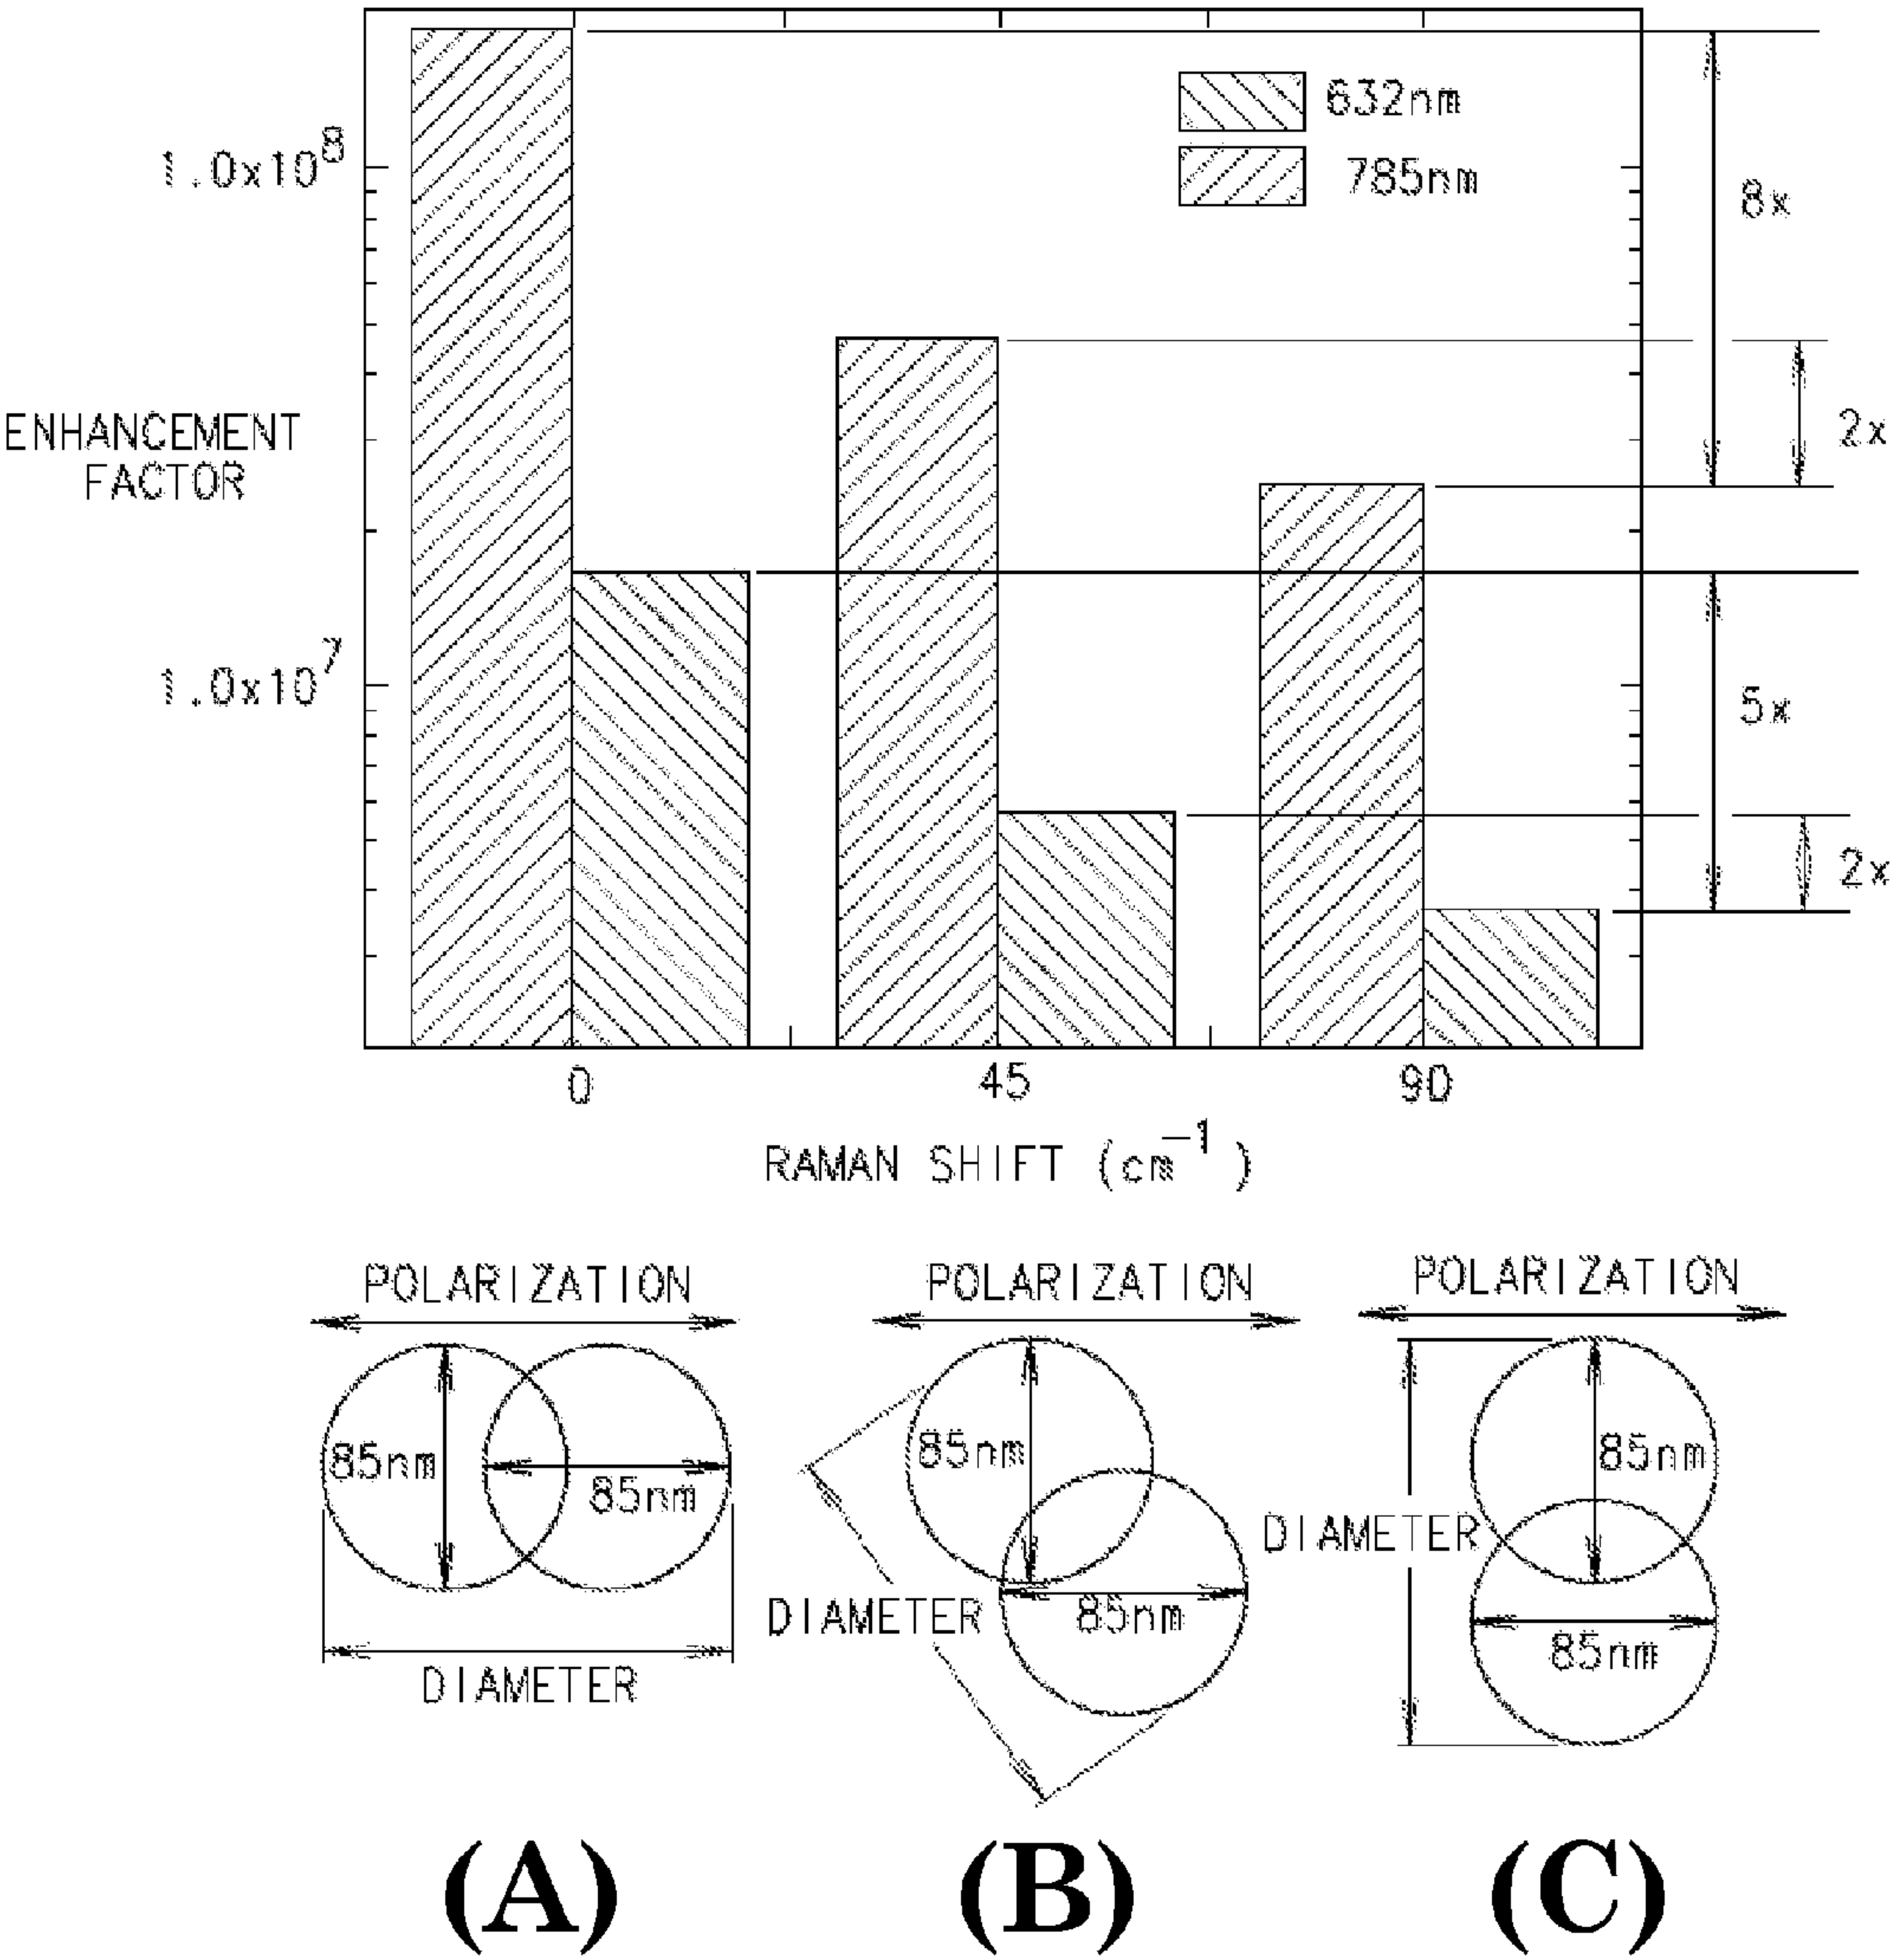 632nm
785nm
1.0x10^8
8x
ENHANCEMENT
FACTOR
2x
1.0x10^7
5x
2x
0 45 90
RAMAN SHIFT (cm^-1)
POLARIZATION POLARIZATION POLARIZATION
85nm 85nm 85nm
85nm
DIAMETER
DIAMETER 85nm
85nm
DIAMETER
(A) (B) (C)